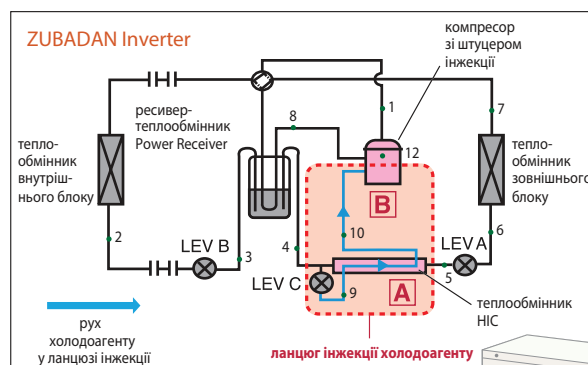 ZUBADAN Inverter
компресор
зі штуцером
інжекції
ресивер-
теплообмінник
Power Receiver
тепло-
обмінник
внутріш-
нього блоку
тепло-
обмінник
зовнішнього
блоку
1
7
8
12
B
2
LEV B
3
4
10
LEV A
6
5
LEV C
9
A
теплообмінник
HIC
рух
холодоагенту
у ланцюзі інжекції
ланцюг інжекції холодоагенту